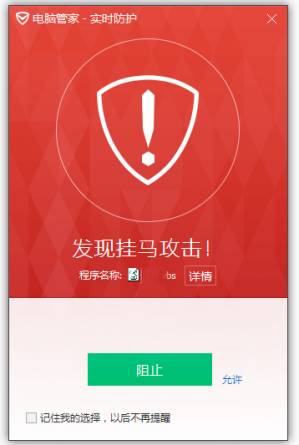 电脑管家 - 实时防护
发现挂马攻击!
程序名称: bs 详情
阻止
允许
记住我的选择，以后不再提醒